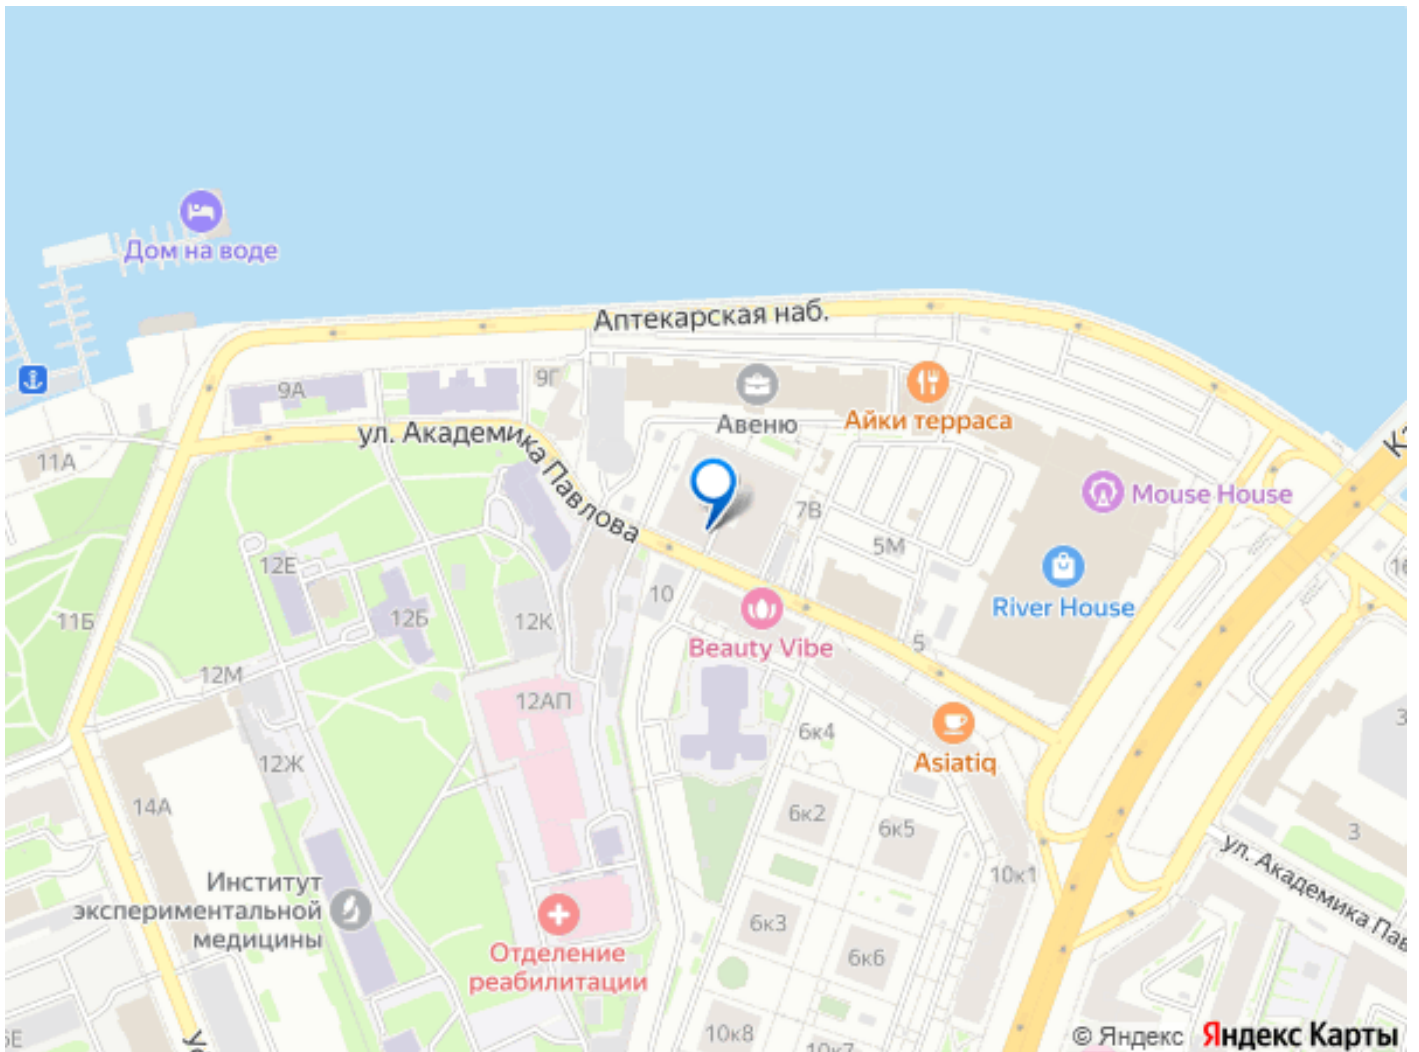 Дом на воде
Аптекарская наб.
9А
9Г
Авеню
Айки терраса
ул. Академика Павлова
11А
Mouse House
7В
5М
12Е
10
River House
11Б
12Б
12К
Beauty Vibe
5
12М
12АП
6к4
Asiatiq
12Ж
14А
6к2
6к5
3
ул. Академика Пав
Институт
экспериментальной
медицины
10к1
6к3
6к6
Отделение
реабилитации
10к8
10к7
© Яндекс Яндекс Карты